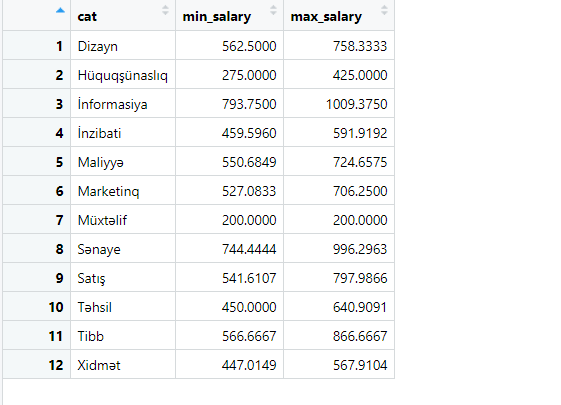 cat min_salary max_salary
1 Dizayn 562.5000 758.3333
2 Hüquqşünaslıq 275.0000 425.0000
3 İnformasiya 793.7500 1009.3750
4 İnzibati 459.5960 591.9192
5 Maliyyə 550.6849 724.6575
6 Marketinq 527.0833 706.2500
7 Müxtəlif 200.0000 200.0000
8 Sənaye 744.4444 996.2963
9 Satış 541.6107 797.9866
10 Təhsil 450.0000 640.9091
11 Tibb 566.6667 866.6667
12 Xidmət 447.0149 567.9104